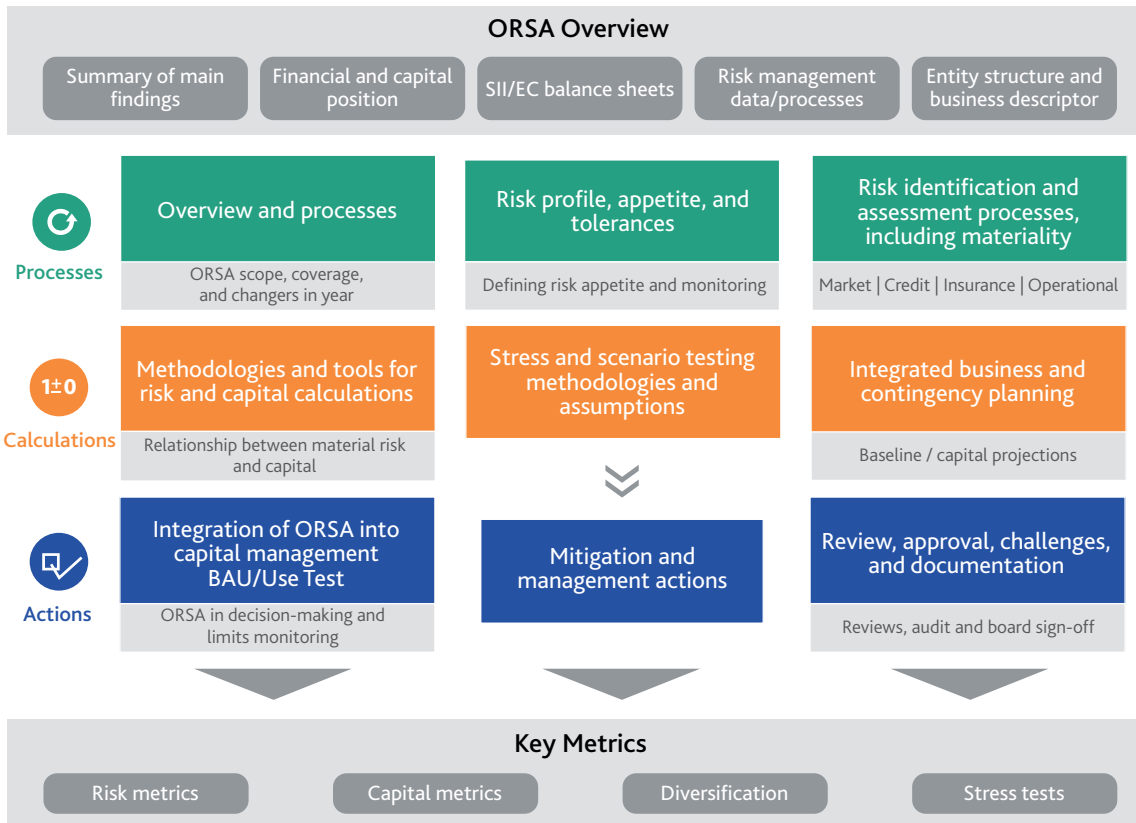 ORSA Overview
Summary of main
findings
Financial and capital
position
SII/EC balance sheets
Risk management
data/processes
Entity structure and
business descriptor
Processes
Overview and processes
ORSA scope, coverage,
and changers in year
Risk profile, appetite, and
tolerances
Defining risk appetite and monitoring
Risk identification and
assessment processes,
including materiality
Market | Credit | Insurance | Operational
1±0
Calculations
Methodologies and tools for
risk and capital calculations
Relationship between material risk
and capital
Stress and scenario testing
methodologies and
assumptions
Integrated business and
contingency planning
Baseline / capital projections
Actions
Integration of ORSA into
capital management
BAU/Use Test
ORSA in decision-making and
limits monitoring
Mitigation and
management actions
Review, approval, challenges,
and documentation
Reviews, audit and board sign-off
Key Metrics
Risk metrics
Capital metrics
Diversification
Stress tests